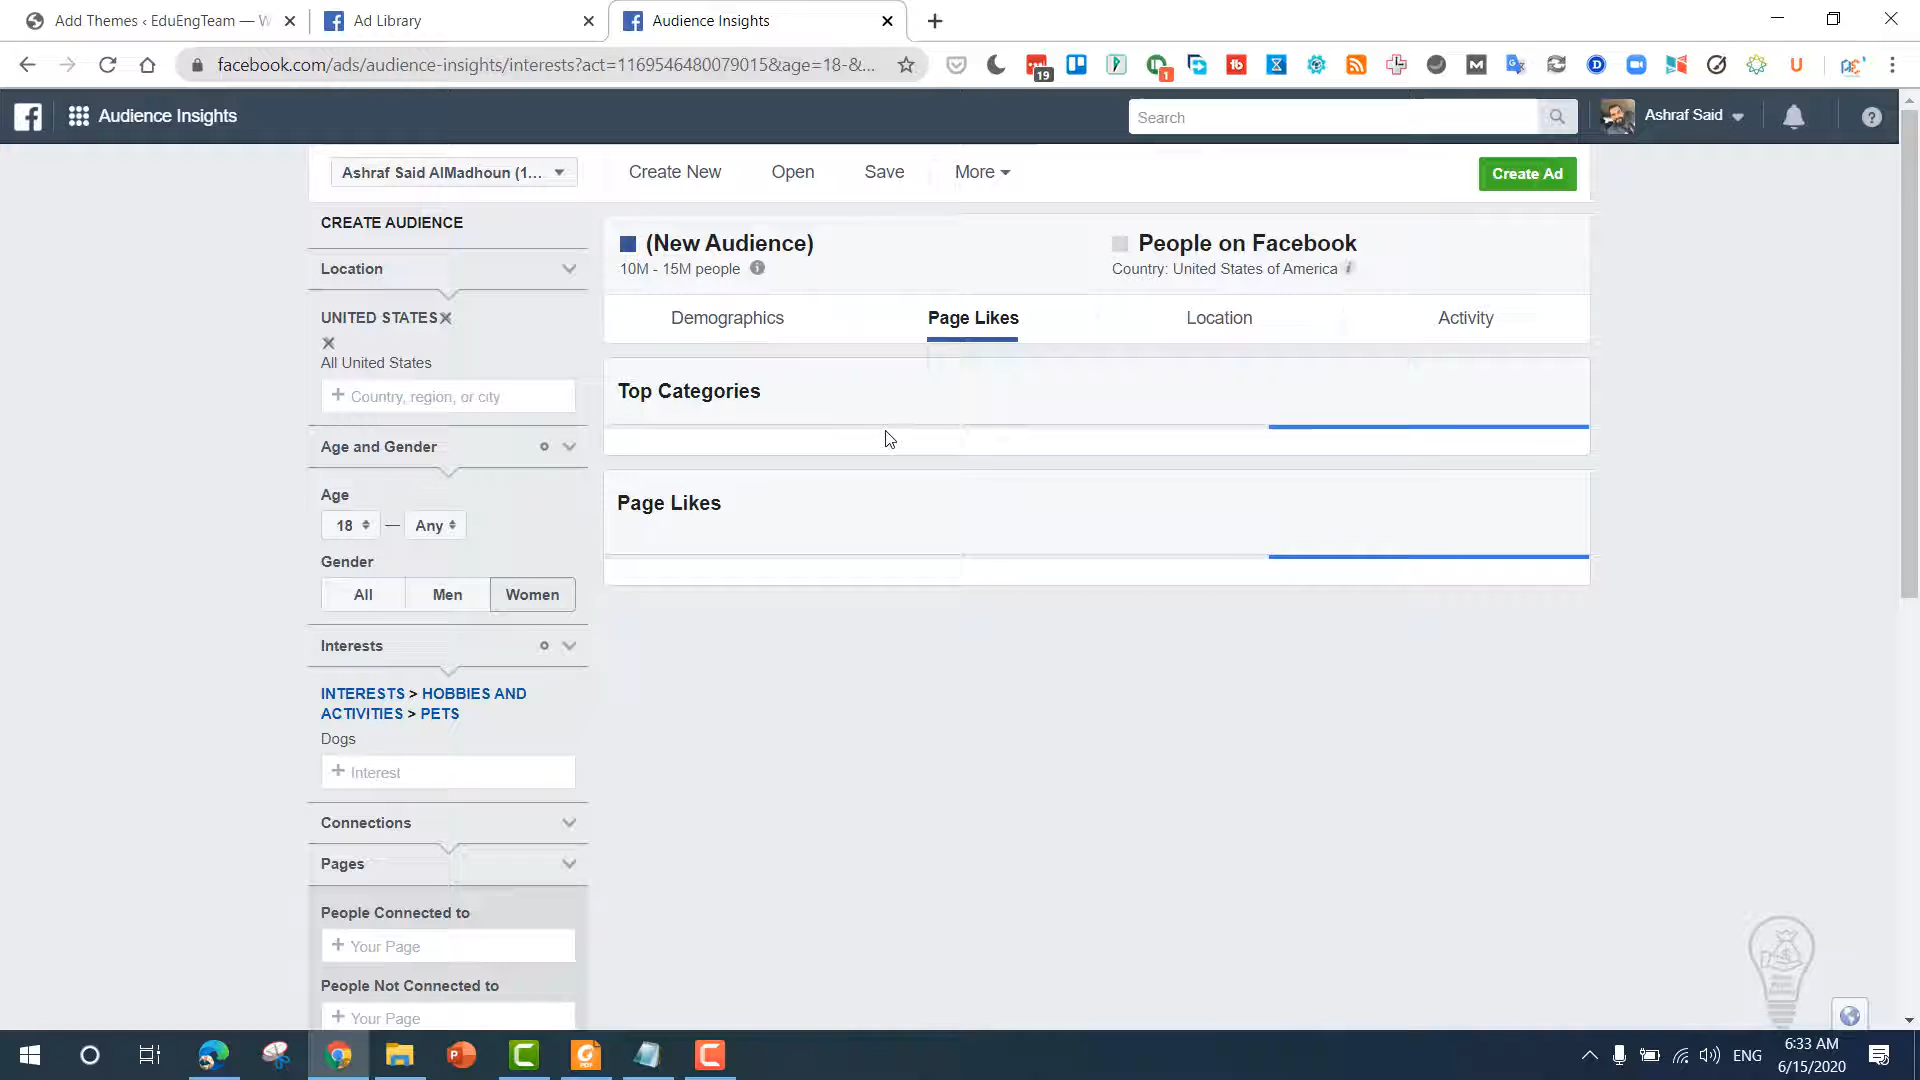 Add Themes ‹ EduEngTeam — W
Ad Library
Audience Insights
facebook.com/ads/audience-insights/interests?act=1169546480079015&age=18-&...
19
1
Audience Insights
Search
Ashraf Said
Ashraf Said AlMadhoun (1...
Create New
Open
Save
More
Create Ad
CREATE AUDIENCE
Location
UNITED STATES
All United States
Country, region, or city
Age and Gender
Age
18 — Any
Gender
All
Men
Women
Interests
INTERESTS > HOBBIES AND
ACTIVITIES > PETS
Dogs
Interest
Connections
Pages
People Connected to
Your Page
People Not Connected to
Your Page
(New Audience)
10M - 15M people
People on Facebook
Country: United States of America
Demographics
Page Likes
Location
Activity
Top Categories
Page Likes
ENG
6:33 AM
6/15/2020